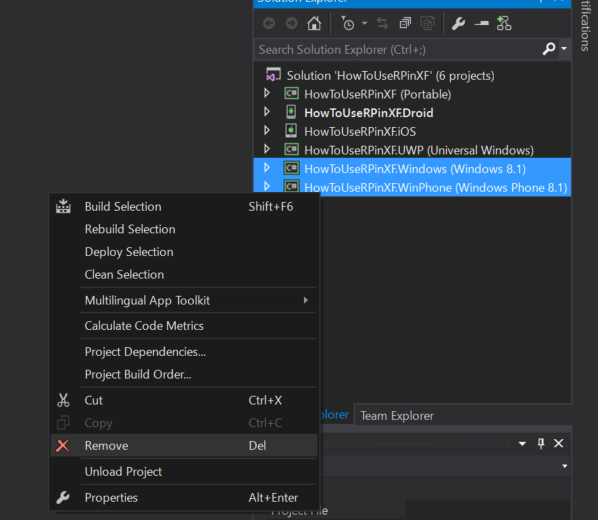 Solution Explorer
Notifications
Search Solution Explorer (Ctrl+;)
Solution 'HowToUseRPinXF' (6 projects)
HowToUseRPinXF (Portable)
HowToUseRPinXF.Droid
HowToUseRPinXF.iOS
HowToUseRPinXF.UWP (Universal Windows)
HowToUseRPinXF.Windows (Windows 8.1)
HowToUseRPinXF.WinPhone (Windows Phone 8.1)
Build Selection Shift+F6
Rebuild Selection
Deploy Selection
Clean Selection
Multilingual App Toolkit
Calculate Code Metrics
Project Dependencies...
Project Build Order...
Cut Ctrl+X
Copy Ctrl+C
Remove Del
Unload Project
Properties Alt+Enter
plorer Team Explorer
Project File